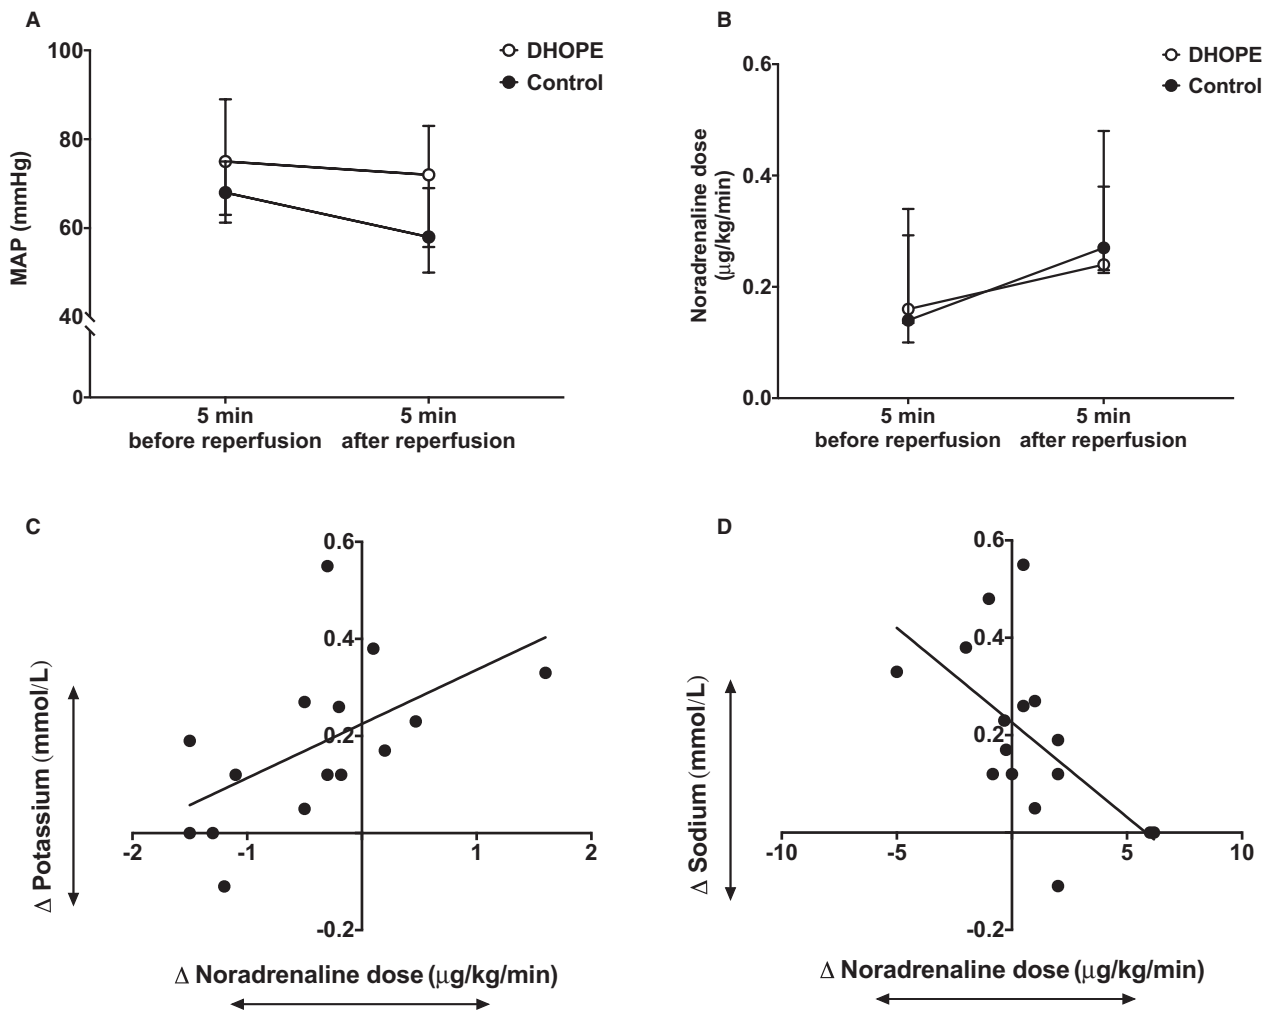 A
100
80
60
40
0
MAP (mmHg)
DHOPE
Control
5 min
before reperfusion
5 min
after reperfusion
B
0.6
0.4
0.2
0.0
Noradrenaline dose
(μg/kg/min)
DHOPE
Control
5 min
before reperfusion
5 min
after reperfusion
C
0.6
0.4
0.2
-0.2
-2
-1
1
2
Δ Potassium (mmol/L)
Δ Noradrenaline dose (μg/kg/min)
D
0.6
0.4
0.2
-0.2
-10
-5
5
10
Δ Sodium (mmol/L)
Δ Noradrenaline dose (μg/kg/min)